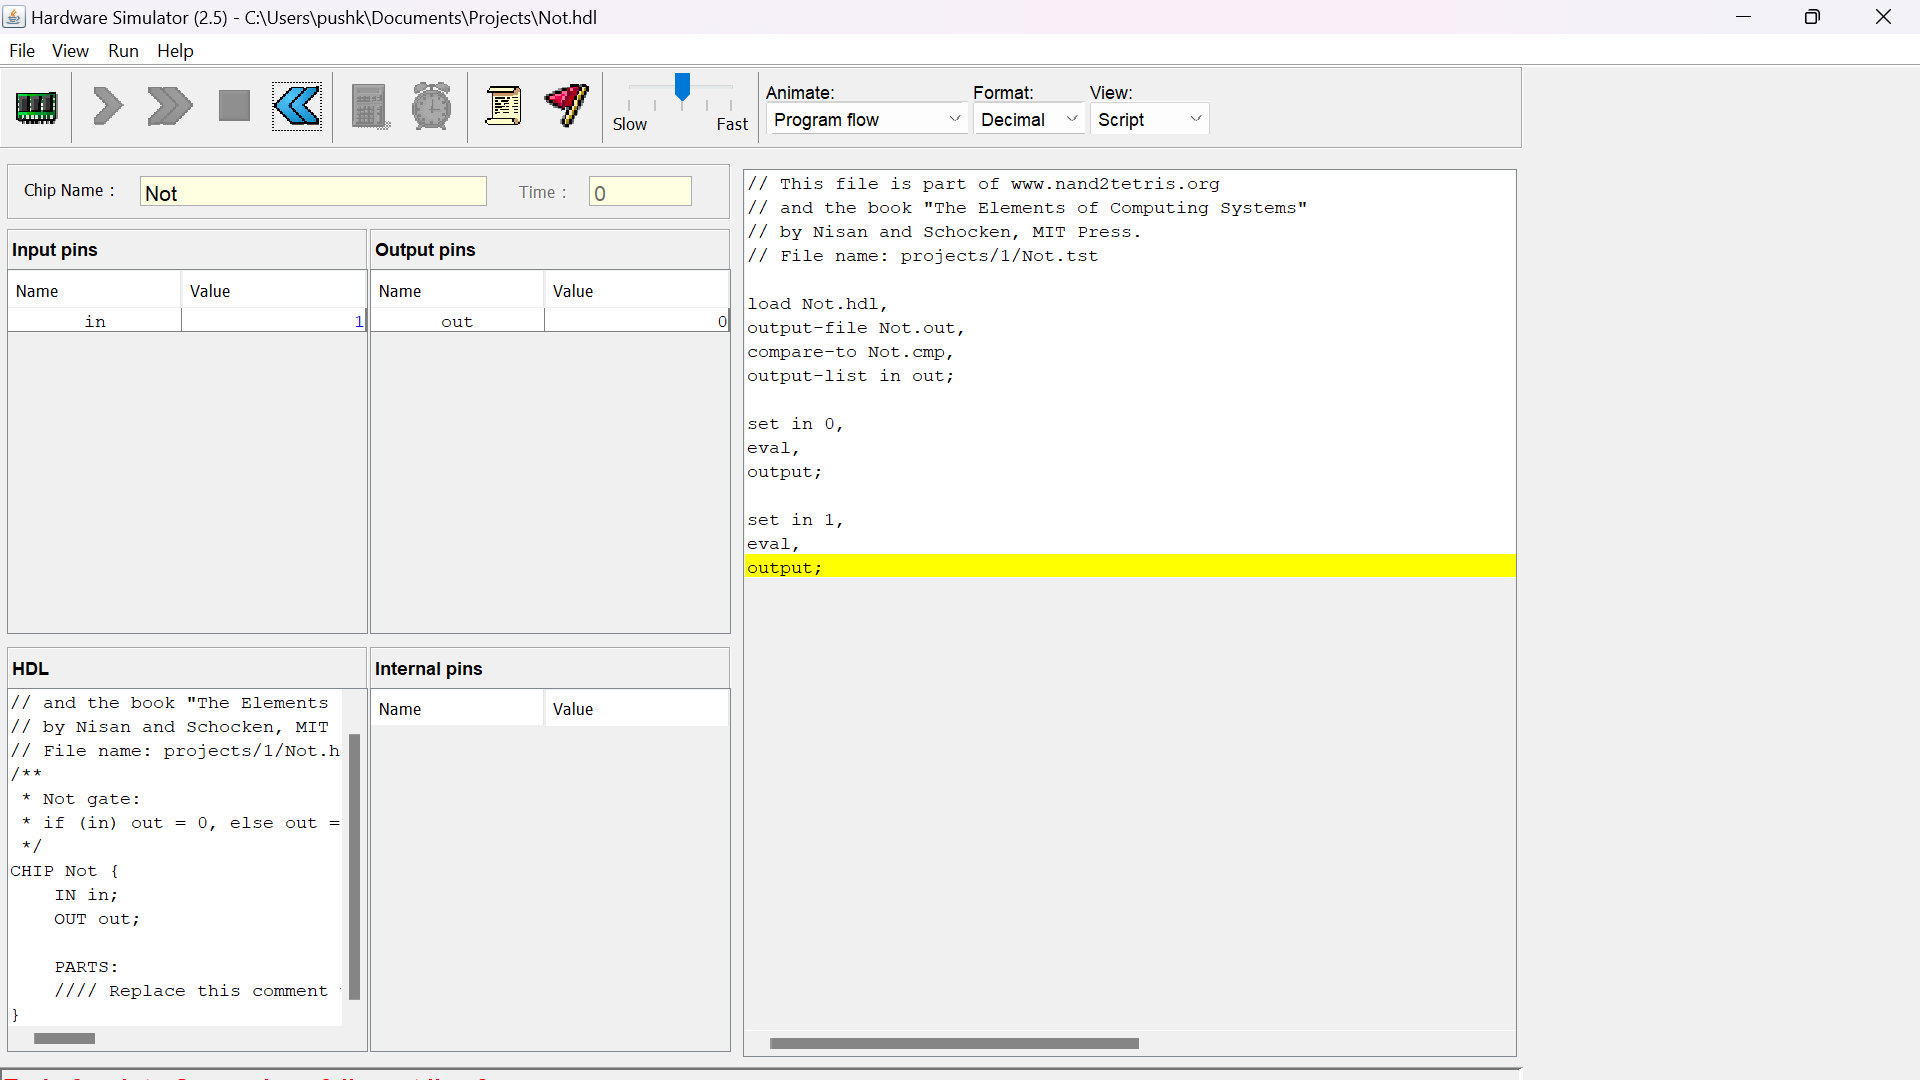 Hardware Simulator (2.5) - C:\Users\pushk\Documents\Projects\Not.hdl
File View Run Help
Slow Fast
Animate: Format: View:
Program flow Decimal Script
Chip Name : Not Time : 0
Input pins
Name Value
in 1
Output pins
Name Value
out 0
HDL
// and the book "The Elements
// by Nisan and Schocken, MIT
// File name: projects/1/Not.h
/**
* Not gate:
* if (in) out = 0, else out =
*/
CHIP Not {
IN in;
OUT out;
PARTS:
//// Replace this comment
}
Internal pins
Name Value
// This file is part of www.nand2tetris.org
// and the book "The Elements of Computing Systems"
// by Nisan and Schocken, MIT Press.
// File name: projects/1/Not.tst
load Not.hdl,
output-file Not.out,
compare-to Not.cmp,
output-list in out;
set in 0,
eval,
output;
set in 1,
eval,
output;